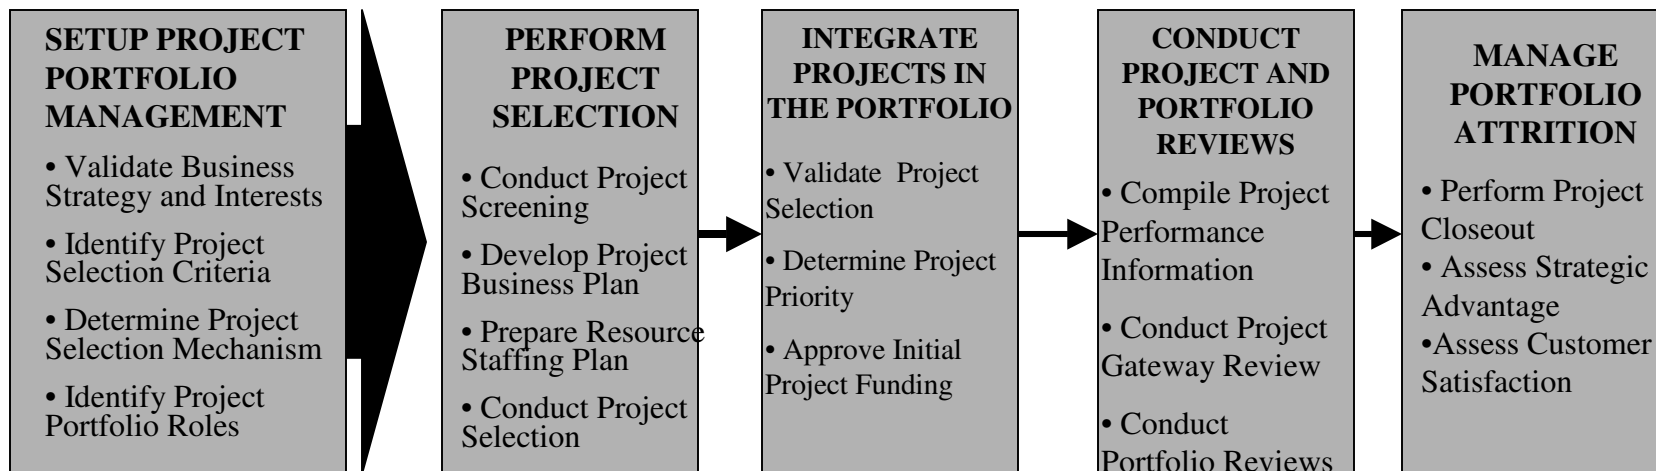 SETUP PROJECT
PORTFOLIO
MANAGEMENT
• Validate Business
Strategy and Interests
• Identify Project
Selection Criteria
• Determine Project
Selection Mechanism
• Identify Project
Portfolio Roles
PERFORM
PROJECT
SELECTION
• Conduct Project
Screening
• Develop Project
Business Plan
• Prepare Resource
Staffing Plan
• Conduct Project
Selection
INTEGRATE
PROJECTS IN
THE PORTFOLIO
• Validate Project
Selection
• Determine Project
Priority
• Approve Initial
Project Funding
CONDUCT
PROJECT AND
PORTFOLIO
REVIEWS
• Compile Project
Performance
Information
• Conduct Project
Gateway Review
• Conduct
Portfolio Reviews
MANAGE
PORTFOLIO
ATTRITION
• Perform Project
Closeout
• Assess Strategic
Advantage
•Assess Customer
Satisfaction